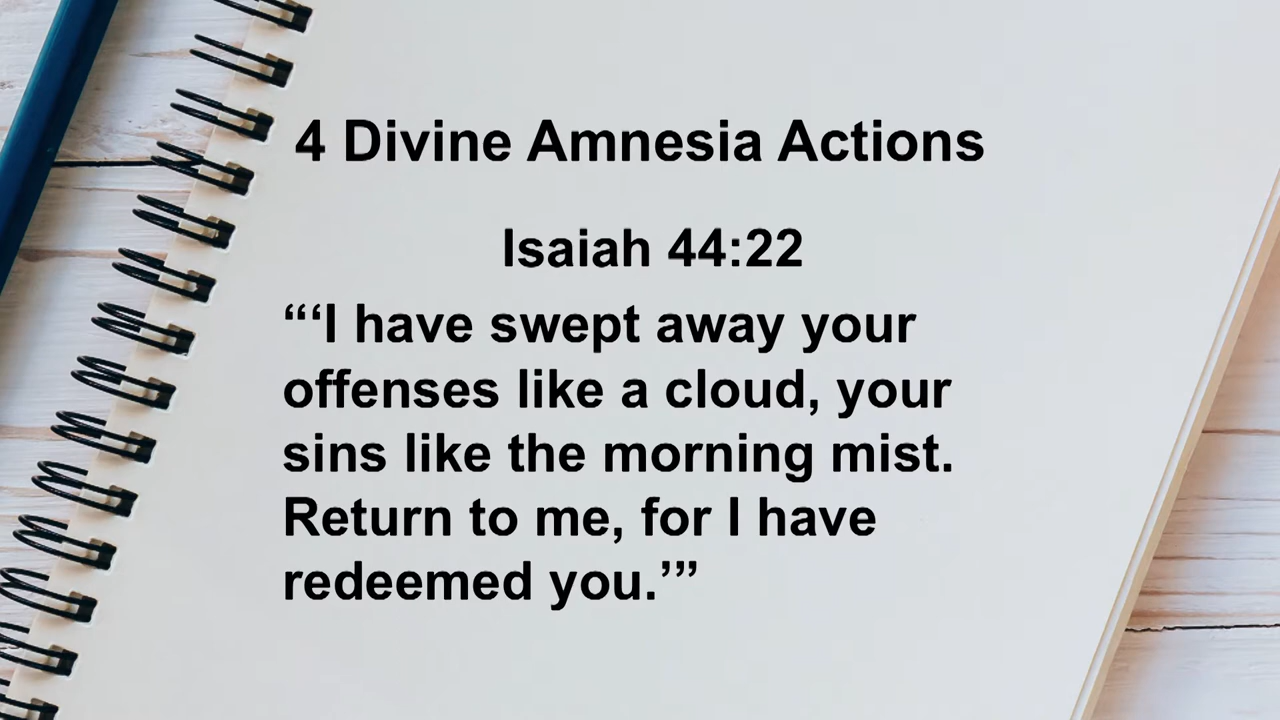 4 Divine Amnesia Actions
Isaiah 44:22
“‘I have swept away your
offenses like a cloud, your
sins like the morning mist.
Return to me, for I have
redeemed you.’”